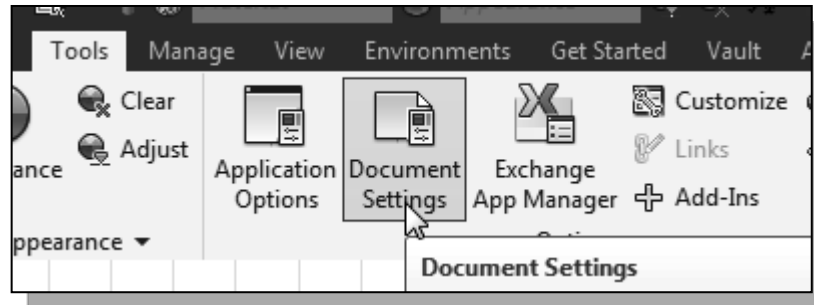 Tools Manage View Environments Get Started Vault
Clear
Adjust
ance
Application Options
Document Settings
Exchange App Manager
Customize
Links
Add-Ins
ppearance
Document Settings